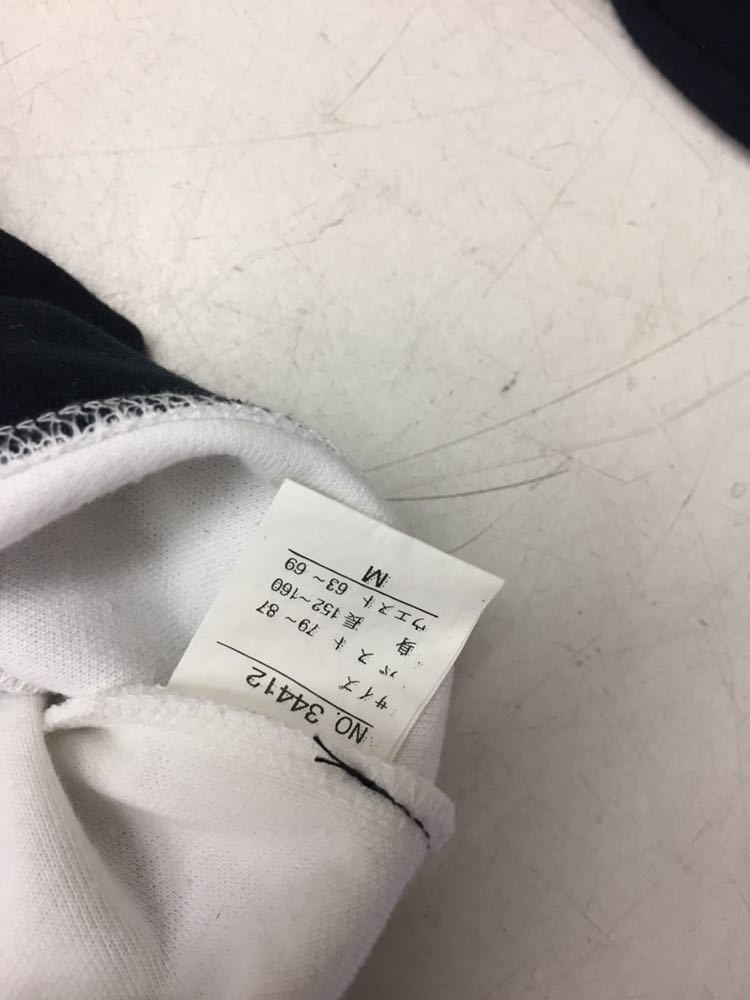 NO. 34412
サイズ
バスト 79～87
身 長 152～160
ウエスト 63～69
M